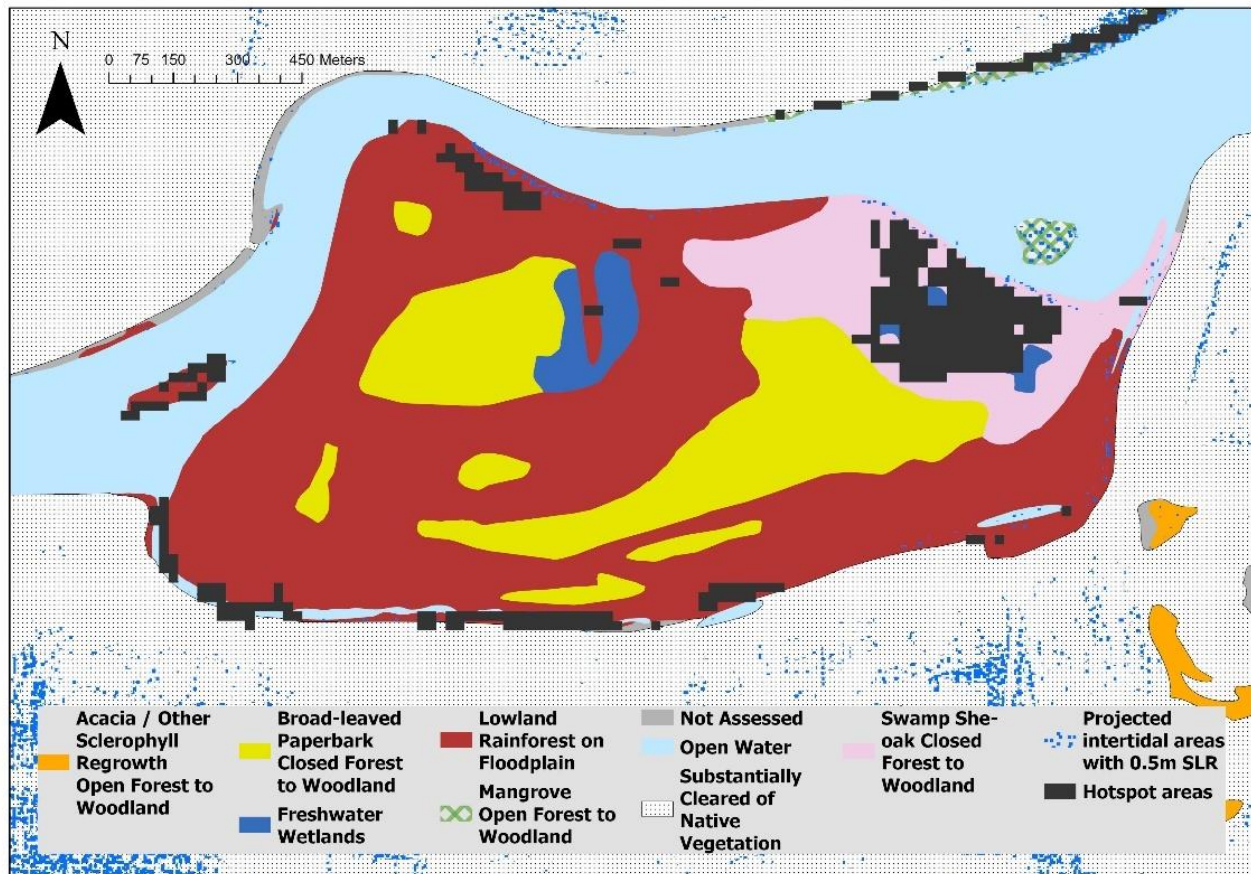 N
0 75 150 300 450 Meters
Acacia / Other
Sclerophyll
Regrowth
Open Forest to
Woodland
Broad-leaved
Paperbark
Closed Forest
to Woodland
Freshwater
Wetlands
Lowland
Rainforest on
Floodplain
Mangrove
Open Forest to
Woodland
Not Assessed
Open Water
Substantially
Cleared of
Native
Vegetation
Swamp She-
oak Closed
Forest to
Woodland
Projected
intertidal areas
with 0.5m SLR
Hotspot areas